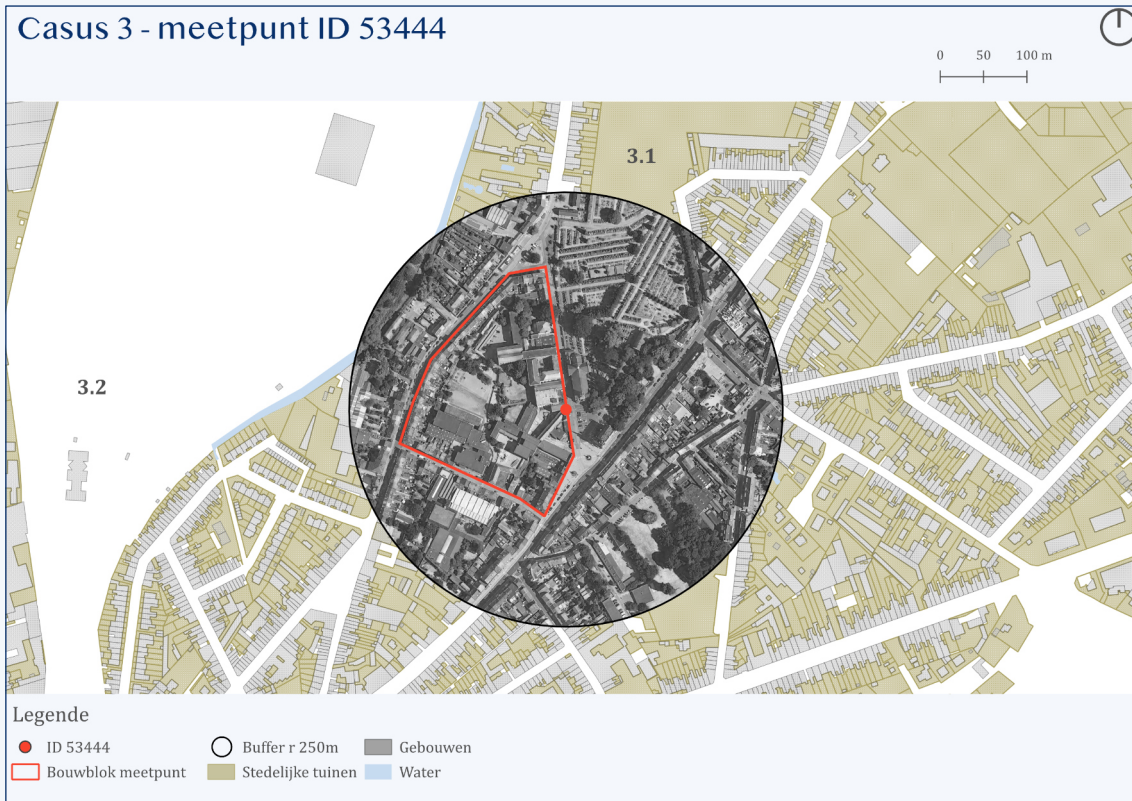 Casus 3 - meetpunt ID 53444
0 50 100 m
3.1
3.2
Legende
ID 53444
Buffer r 250m
Gebouwen
Bouwblok meetpunt
Stedelijke tuinen
Water